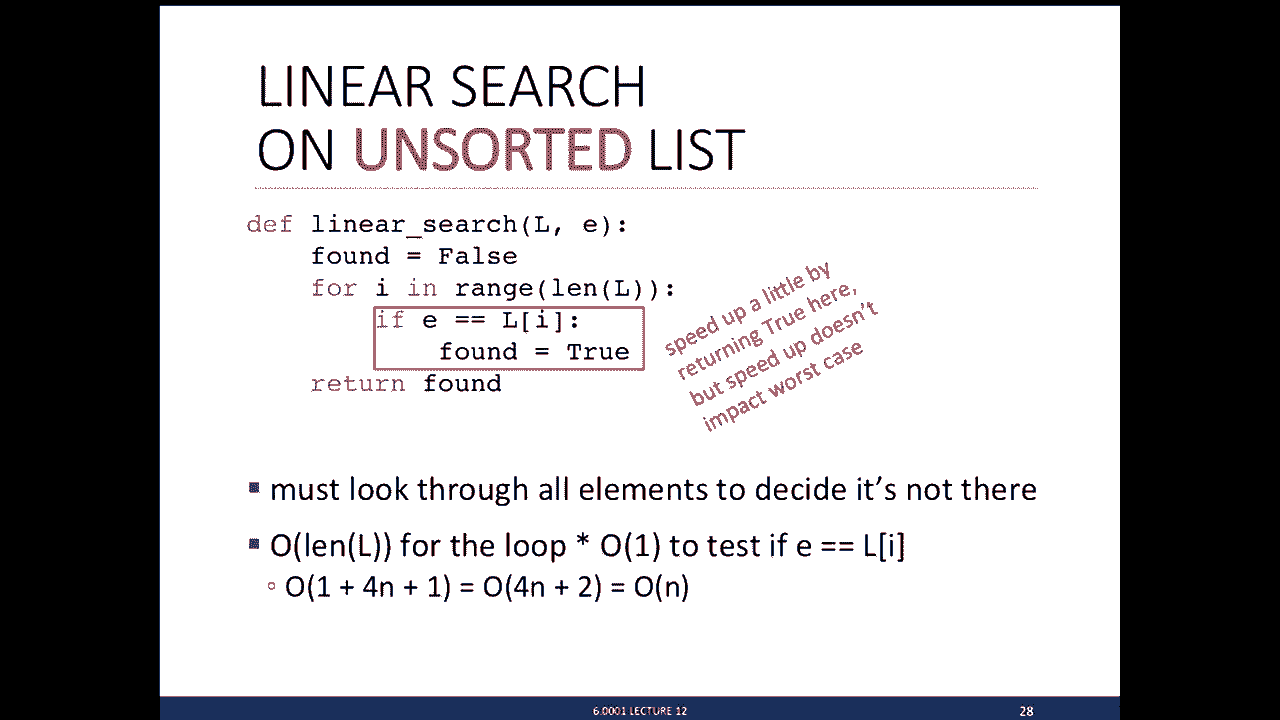 LINEAR SEARCH
ON UNSORTED LIST
def linear_search(L, e):
    found = False
    for i in range(len(L)):
        if e == L[i]:
            found = True
    return found
speed up a little by
returning True here,
but speed up doesn't
impact worst case
▪ must look through all elements to decide it's not there
▪ O(len(L)) for the loop * O(1) to test if e == L[i]
◦ O(1 + 4n + 1) = O(4n + 2) = O(n)
6.0001 LECTURE 12
28